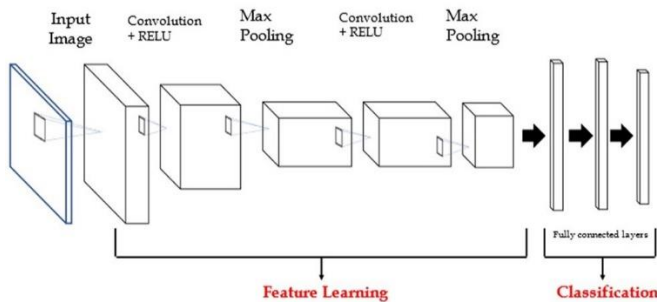 Input
Image
Convolution
+ RELU
Max
Pooling
Convolution
+ RELU
Max
Pooling
Fully connected layers
Feature Learning
Classification